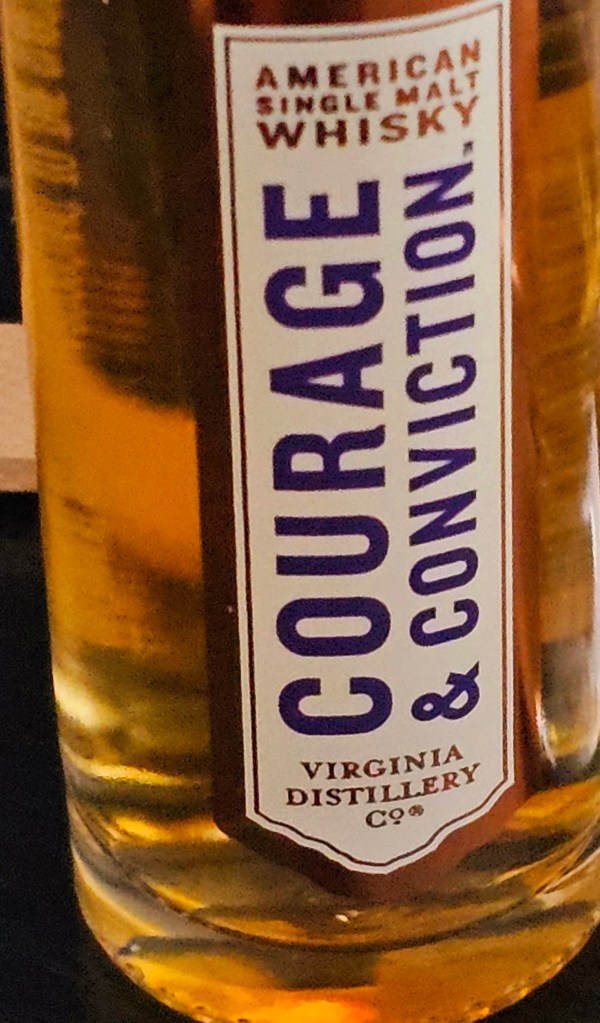 AMERICAN
SINGLE MALT
WHISKY
COURAGE
& CONVICTION.
VIRGINIA
DISTILLERY
Co®